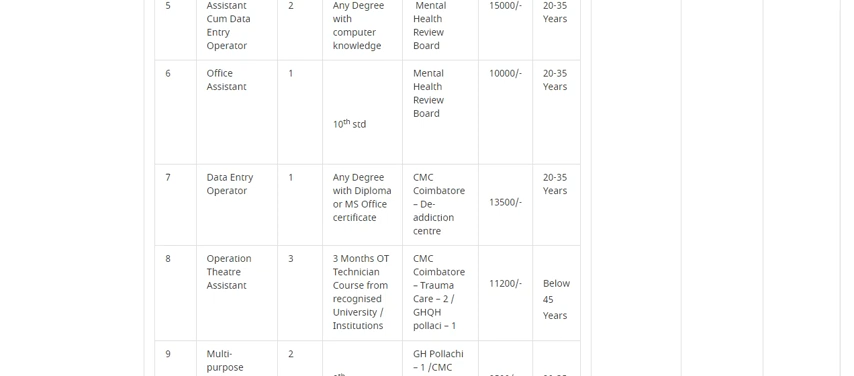 5
Assistant
Cum Data
Entry
Operator
2
Any Degree
with
computer
knowledge
Mental
Health
Review
Board
15000/-
20-35
Years
6
Office
Assistant
1
10th std
Mental
Health
Review
Board
10000/-
20-35
Years
7
Data Entry
Operator
1
Any Degree
with Diploma
or MS Office
certificate
CMC
Coimbatore
– De-
addiction
centre
13500/-
20-35
Years
8
Operation
Theatre
Assistant
3
3 Months OT
Technician
Course from
recognised
University /
Institutions
CMC
Coimbatore
– Trauma
Care – 2 /
GHQH
pollaci – 1
11200/-
Below
45
Years
9
Multi-
purpose
2
GH Pollachi
– 1 /CMC